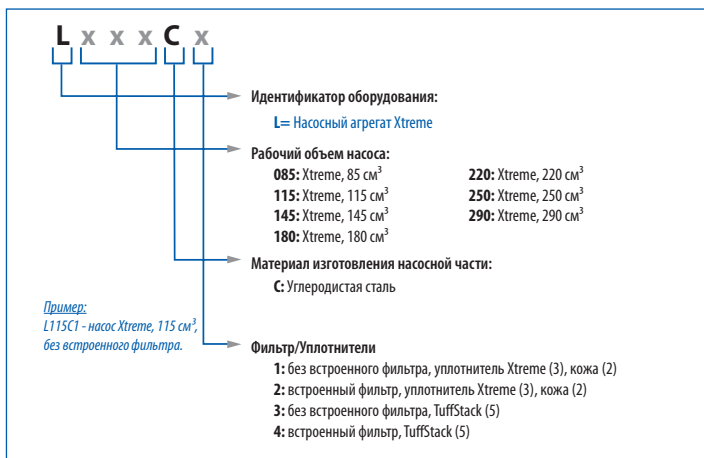 L x x x C x
Идентификатор оборудования:
L= Насосный агрегат Xtreme
Рабочий объем насоса:
085: Xtreme, 85 см³ 220: Xtreme, 220 см³
115: Xtreme, 115 см³ 250: Xtreme, 250 см³
145: Xtreme, 145 см³ 290: Xtreme, 290 см³
180: Xtreme, 180 см³
Материал изготовления насосной части:
C: Углеродистая сталь
Пример:
L115C1 - насос Xtreme, 115 см³,
без встроенного фильтра.
Фильтр/Уплотнители
1: без встроенного фильтра, уплотнитель Xtreme (3), кожа (2)
2: встроенный фильтр, уплотнитель Xtreme (3), кожа (2)
3: без встроенного фильтра, TuffStack (5)
4: встроенный фильтр, TuffStack (5)